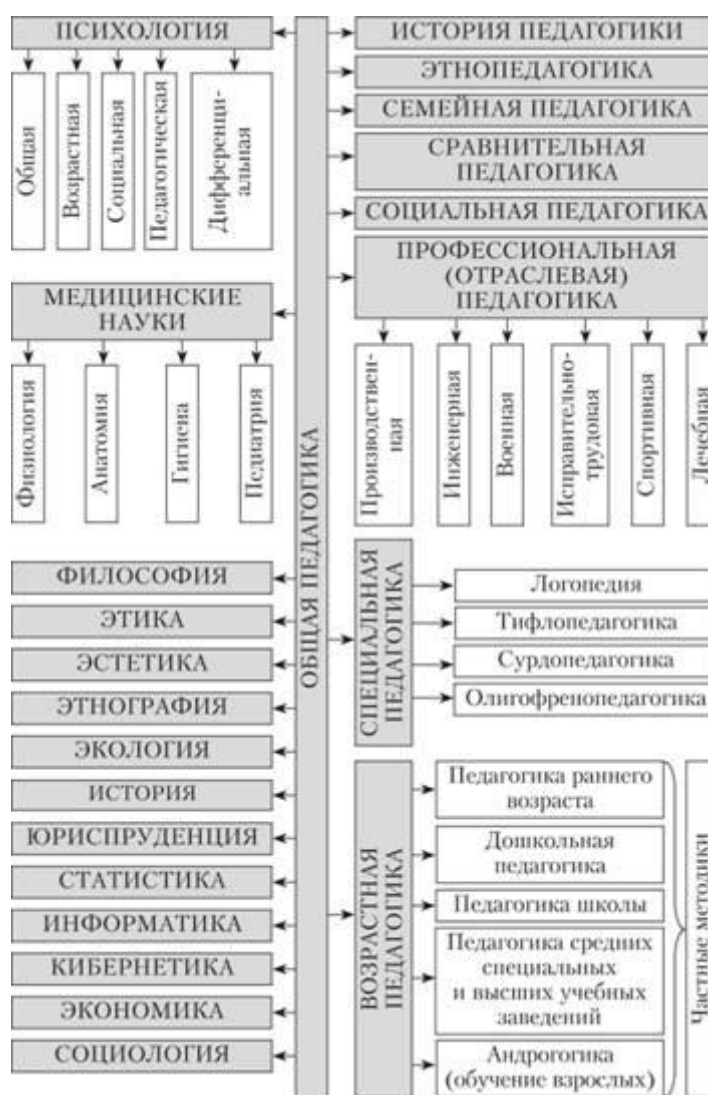 ПСИХОЛОГИЯ
Общая
Возрастная
Социальная
Педагогическая
Дифференци-
альная
МЕДИЦИНСКИЕ
НАУКИ
Физиология
Анатомия
Гигиена
Педиатрия
ФИЛОСОФИЯ
ЭТИКА
ЭСТЕТИКА
ЭТНОГРАФИЯ
ЭКОЛОГИЯ
ИСТОРИЯ
ЮРИСПРУДЕНЦИЯ
СТАТИСТИКА
ИНФОРМАТИКА
КИБЕРНЕТИКА
ЭКОНОМИКА
СОЦИОЛОГИЯ
ОБЩАЯ ПЕДАГОГИКА
ИСТОРИЯ ПЕДАГОГИКИ
ЭТНОПЕДАГОГИКА
СЕМЕЙНАЯ ПЕДАГОГИКА
СРАВНИТЕЛЬНАЯ
ПЕДАГОГИКА
СОЦИАЛЬНАЯ ПЕДАГОГИКА
ПРОФЕССИОНАЛЬНАЯ
(ОТРАСЛЕВАЯ)
ПЕДАГОГИКА
Производствен-
ная
Инженерная
Военная
Исправительно-
трудовая
Спортивная
Лечебная
СПЕЦИАЛЬНАЯ
ПЕДАГОГИКА
Логопедия
Тифлопедагогика
Сурдопедагогика
Олигофренопедагогика
ВОЗРАСТНАЯ
ПЕДАГОГИКА
Педагогика раннего
возраста
Дошкольная
педагогика
Педагогика школы
Педагогика средних
специальных
и высших учебных
заведений
Андрогогика
(обучение взрослых)
Частные методики